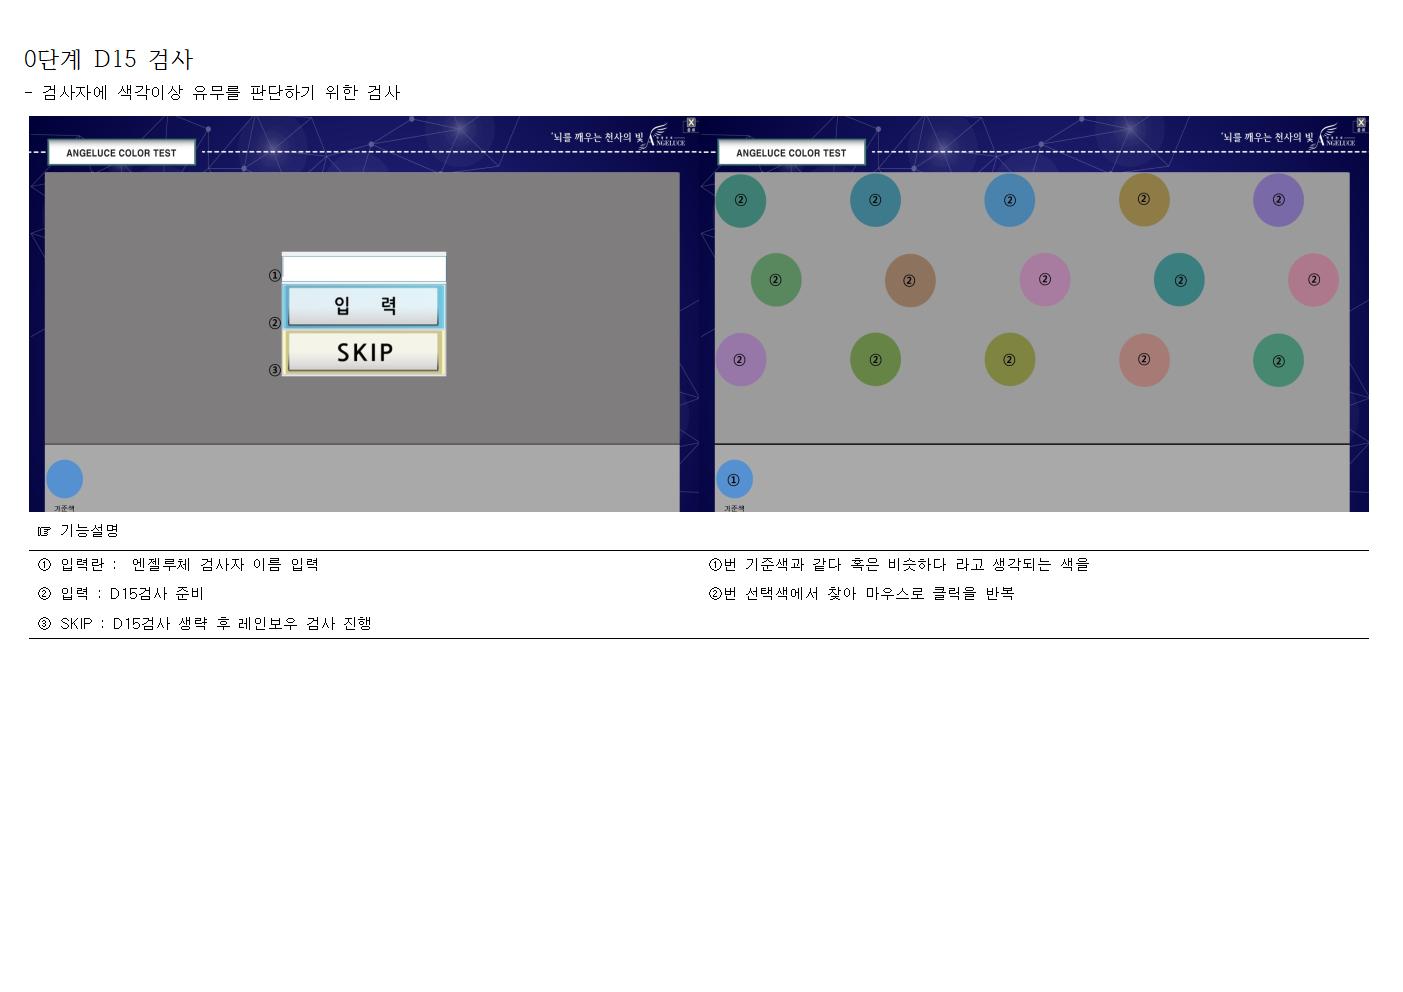 0단계 D15 검사
- 검사자에 색각이상 유무를 판단하기 위한 검사
'뇌를 깨우는 천사의 빛
ANGELUCE
X
ANGELUCE COLOR TEST
①
② 입 력
③ SKIP
기준색
'뇌를 깨우는 천사의 빛
ANGELUCE
X
ANGELUCE COLOR TEST
② ② ② ② ②
② ② ② ② ②
② ② ② ② ②
①
기준색
☞ 기능설명
① 입력란 : 엔젤루체 검사자 이름 입력
② 입력 : D15검사 준비
③ SKIP : D15검사 생략 후 레인보우 검사 진행
①번 기준색과 같다 혹은 비슷하다 라고 생각되는 색을
②번 선택색에서 찾아 마우스로 클릭을 반복